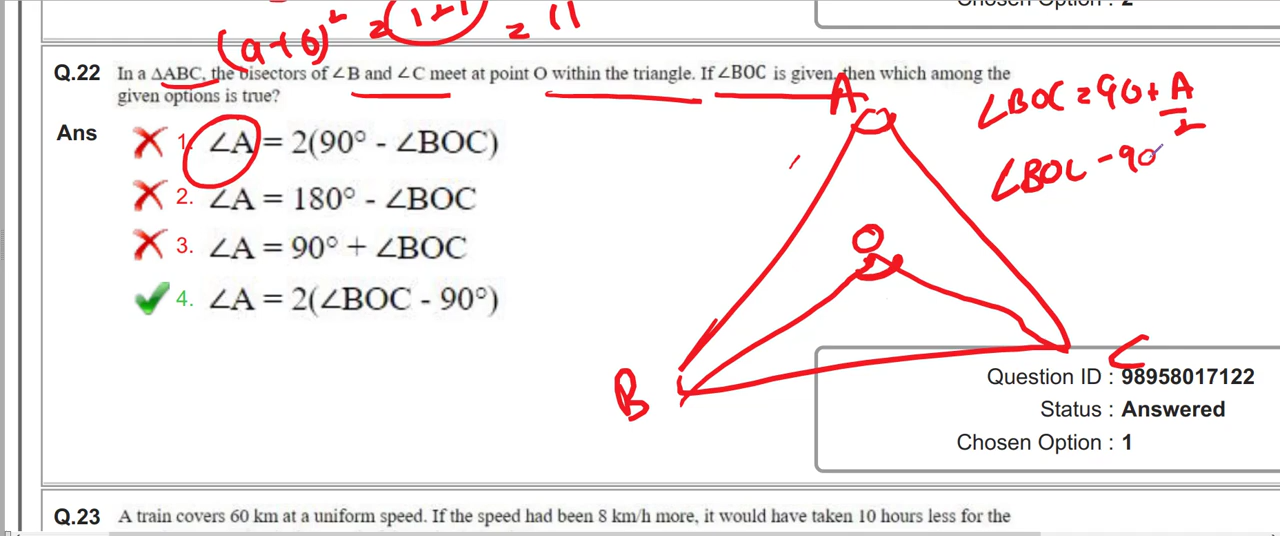 (a+b)² = (1+1) = 11
Chosen Option : 2
Q.22 In a ΔABC, the bisectors of ∠B and ∠C meet at point O within the triangle. If ∠BOC is given, then which among the
given options is true?
Ans
1. ∠A = 2(90° - ∠BOC)
2. ∠A = 180° - ∠BOC
3. ∠A = 90° + ∠BOC
4. ∠A = 2(∠BOC - 90°)
∠BOC = 90 + A/2
∠BOC - 90
A
O
B
C
Question ID : 98958017122
Status : Answered
Chosen Option : 1
Q.23 A train covers 60 km at a uniform speed. If the speed had been 8 km/h more, it would have taken 10 hours less for the